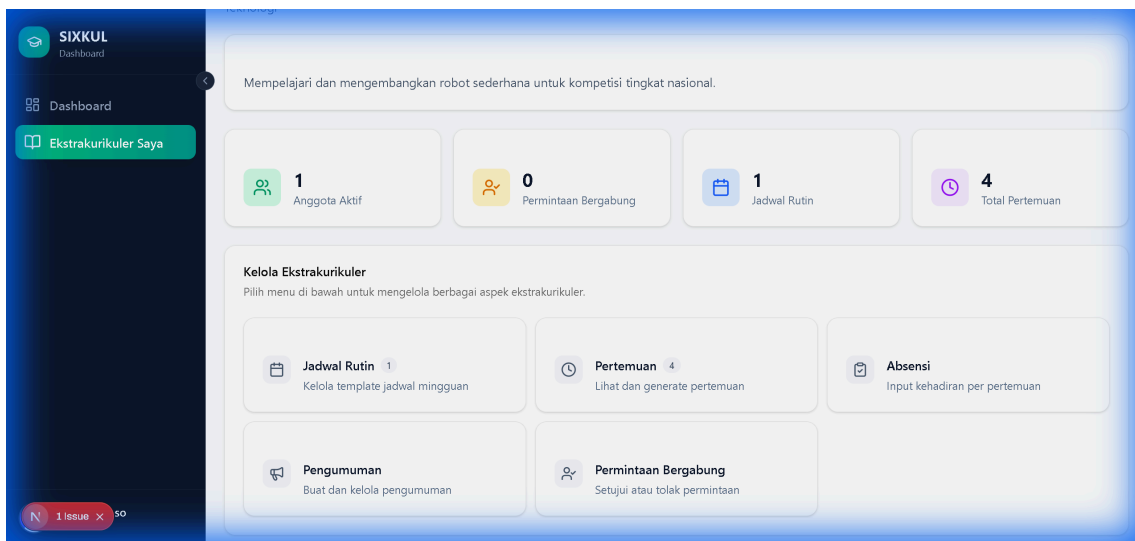 SIXKUL
Dashboard
Dashboard
Ekstrakurikuler Saya
N 1 Issue ×
so
Teknologi
Mempelajari dan mengembangkan robot sederhana untuk kompetisi tingkat nasional.
1
Anggota Aktif
0
Permintaan Bergabung
1
Jadwal Rutin
4
Total Pertemuan
Kelola Ekstrakurikuler
Pilih menu di bawah untuk mengelola berbagai aspek ekstrakurikuler.
Jadwal Rutin 1
Kelola template jadwal mingguan
Pertemuan 4
Lihat dan generate pertemuan
Absensi
Input kehadiran per pertemuan
Pengumuman
Buat dan kelola pengumuman
Permintaan Bergabung
Setujui atau tolak permintaan